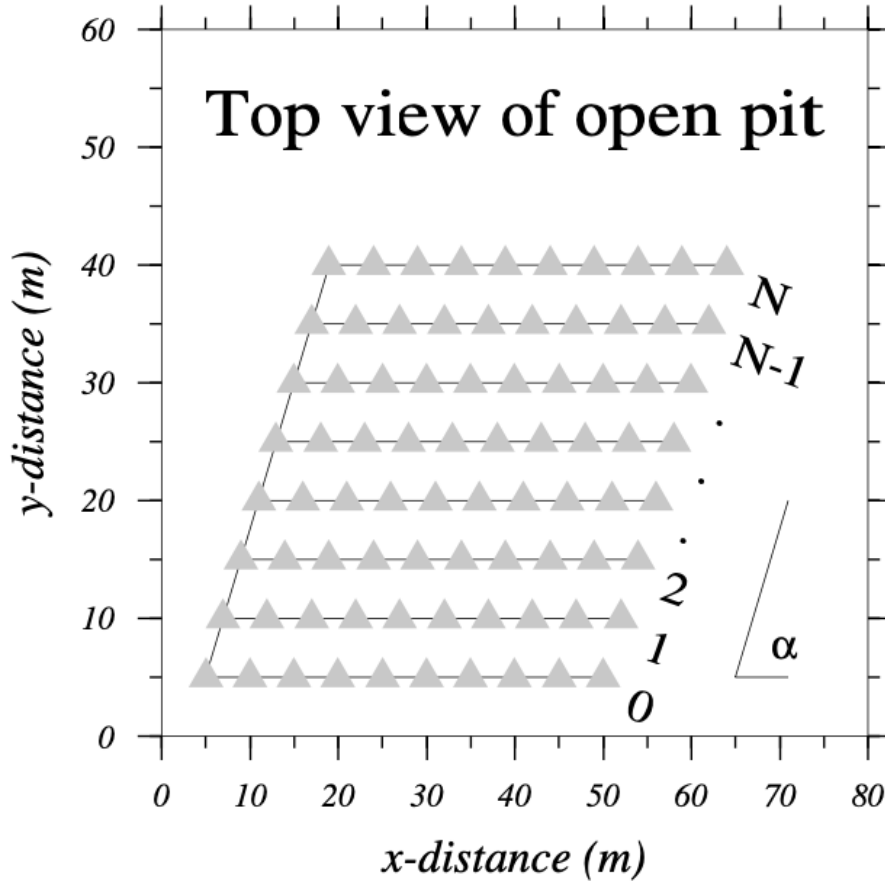 60
Top view of open pit
50
40
N
N-1
30
y-distance (m)
20
2
α
10
1
0
0
0 10 20 30 40 50 60 70 80
x-distance (m)